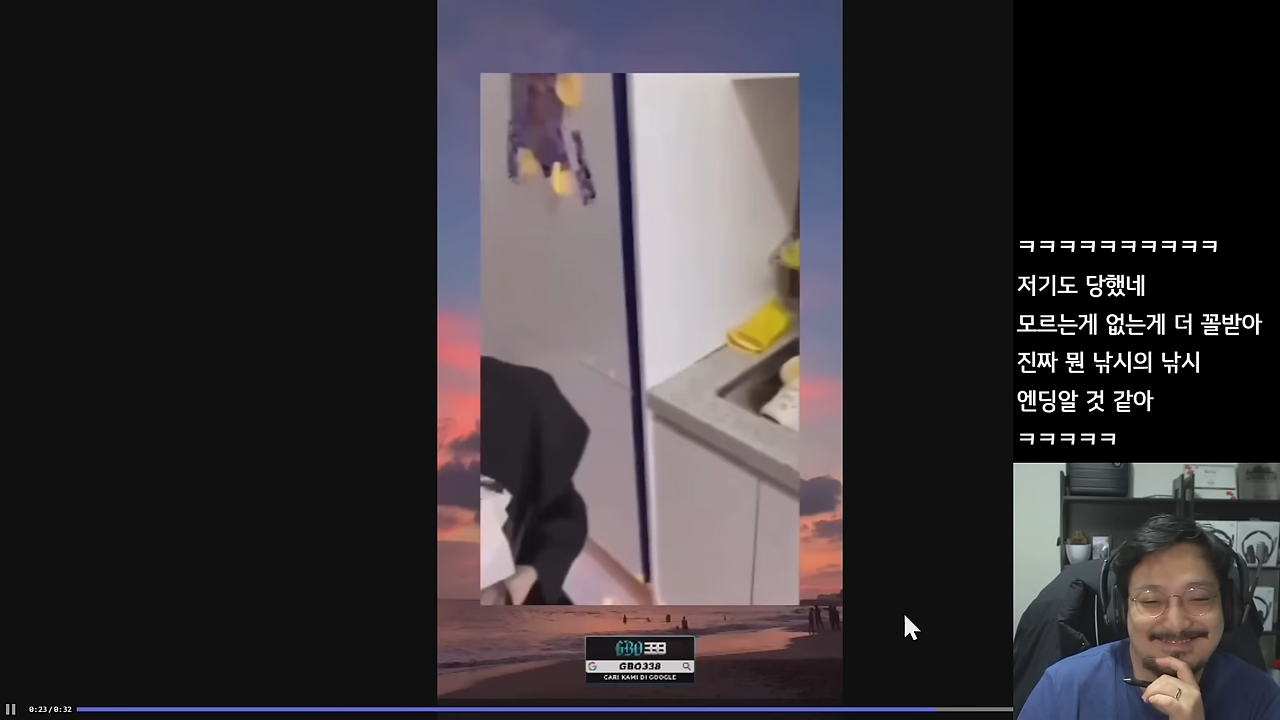 ㅋㅋㅋㅋㅋㅋㅋㅋㅋㅋ
저기도 당했네
모르는게 없는게 더 꼴받아
진짜 뭔 낚시의 낚시
엔딩알 것 같아
ㅋㅋㅋㅋㅋ
GBO338
GBO338
CARI KAMI DI GOOGLE
0:23/0:32